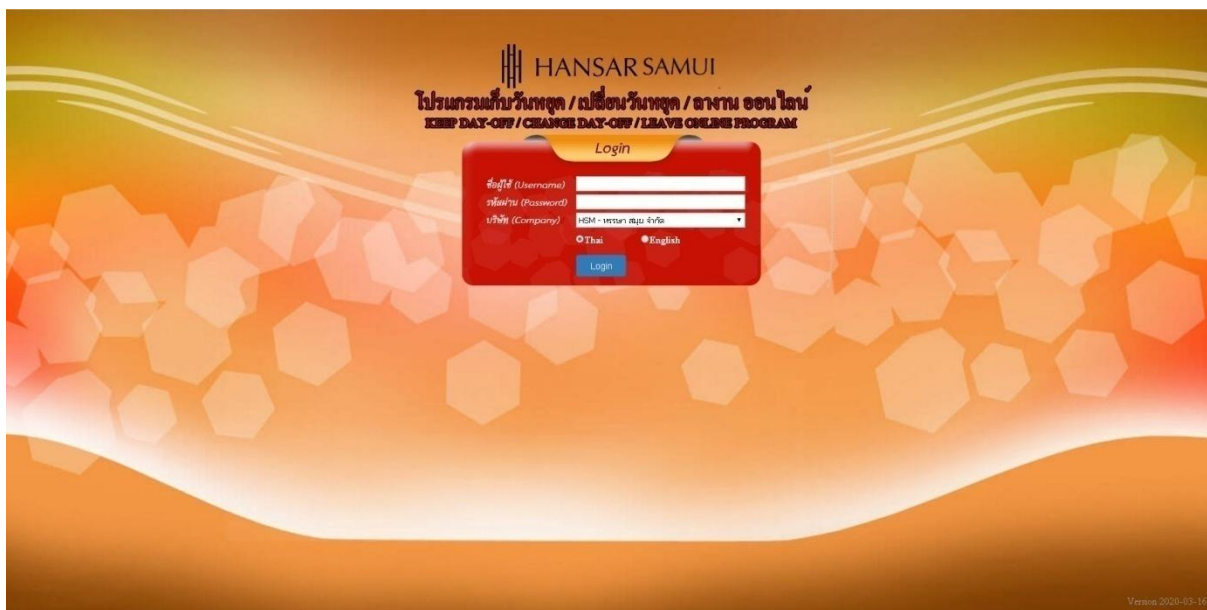 HANSAR SAMUI
โปรแกรมเก็บวันหยุด / เปลี่ยนวันหยุด / ลางาน ออนไลน์
KEEP DAY-OFF / CHANGE DAY-OFF / LEAVE ONLINE PROGRAM
Login
ชื่อผู้ใช้ (Username)
รหัสผ่าน (Password)
บริษัท (Company) HSM - หรรษา สมุย จำกัด
Thai English
Login
Version 2020-03-16